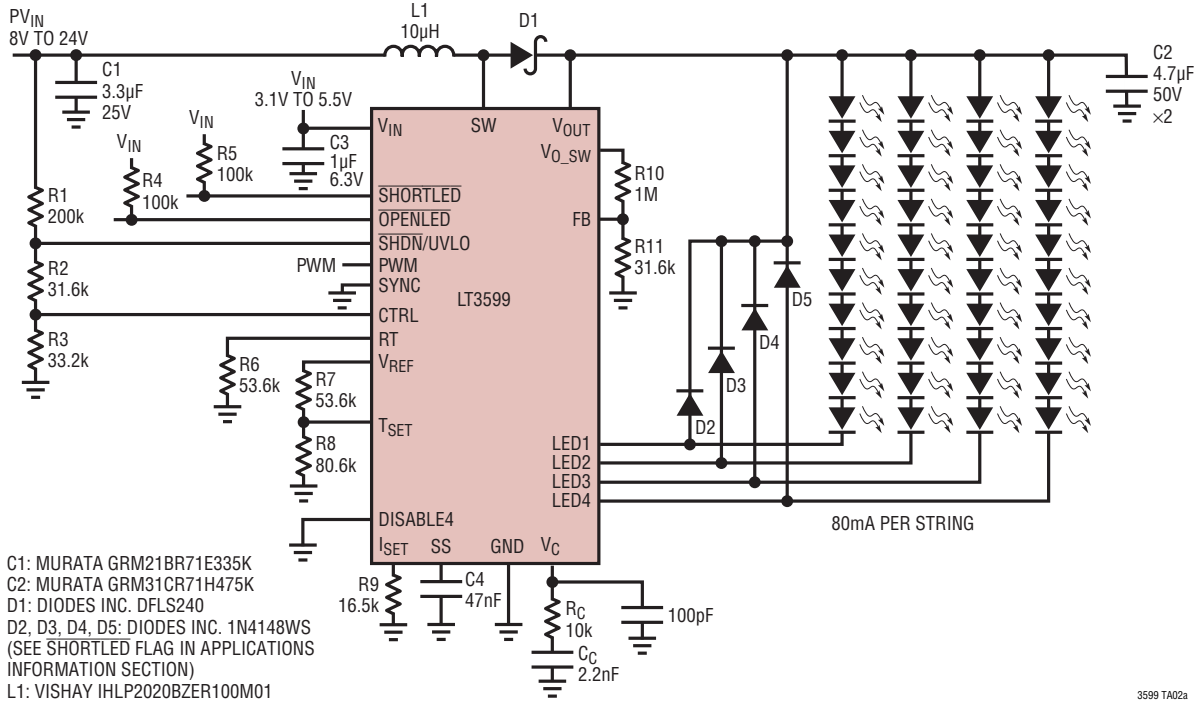 PVIN
8V TO 24V
L1
10µH
D1
C1
3.3µF
25V
C2
4.7µF
50V
×2
VIN
3.1V TO 5.5V
C3
1µF
6.3V
VIN
R5
100k
VIN
R4
100k
R1
200k
R2
31.6k
R3
33.2k
VIN
SW
VOUT
VO_SW
SHORTLED
OPENLED
SHDN/UVLO
PWM
PWM
SYNC
LT3599
CTRL
RT
VREF
TSET
FB
R10
1M
R11
31.6k
R6
53.6k
R7
53.6k
R8
80.6k
D5
D4
D3
D2
LED1
LED2
LED3
LED4
80mA PER STRING
DISABLE4
ISET
SS
GND
VC
R9
16.5k
C4
47nF
RC
10k
CC
2.2nF
100pF
C1: MURATA GRM21BR71E335K
C2: MURATA GRM31CR71H475K
D1: DIODES INC. DFLS240
D2, D3, D4, D5: DIODES INC. 1N4148WS
(SEE SHORTLED FLAG IN APPLICATIONS
INFORMATION SECTION)
L1: VISHAY IHLP2020BZER100M01
3599 TA02a